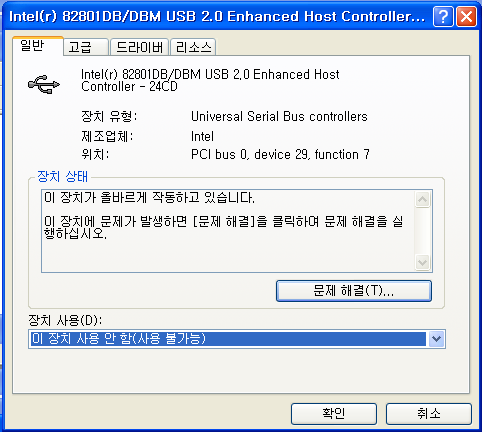 Intel(r) 82801DB/DBM USB 2.0 Enhanced Host Controller...
일반
고급
드라이버
리소스
Intel(r) 82801DB/DBM USB 2.0 Enhanced Host
Controller - 24CD
장치 유형: Universal Serial Bus controllers
제조업체: Intel
위치: PCI bus 0, device 29, function 7
장치 상태
이 장치가 올바르게 작동하고 있습니다.
이 장치에 문제가 발생하면 [문제 해결]을 클릭하여 문제 해결을 실
행하십시오.
문제 해결(T)...
장치 사용(D):
이 장치 사용 안 함(사용 불가능)
확인
취소